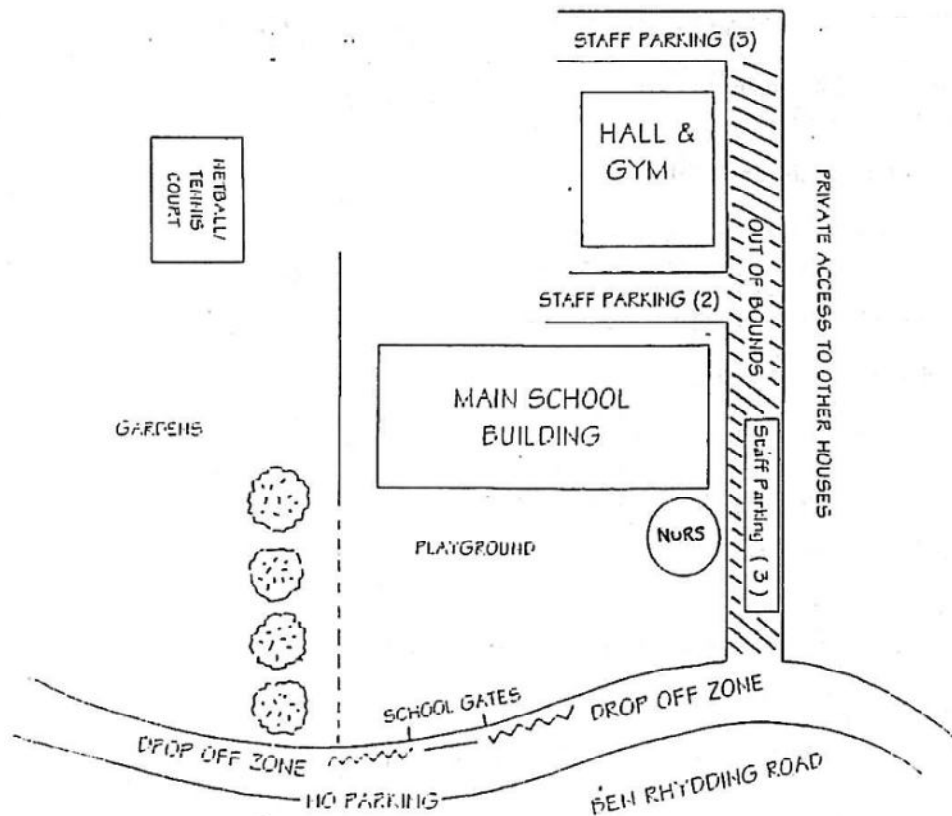 STAFF PARKING (3)
HALL &
GYM
NETBALL/
TENNIS
COURT
PRIVATE ACCESS TO OTHER HOUSES
OUT OF BOUNDS
STAFF PARKING (2)
MAIN SCHOOL
BUILDING
GARDENS
Staff Parking (3)
NURS
PLAYGROUND
SCHOOL GATES
DROP OFF ZONE
DROP OFF ZONE
NO PARKING
BEN RHYDDING ROAD